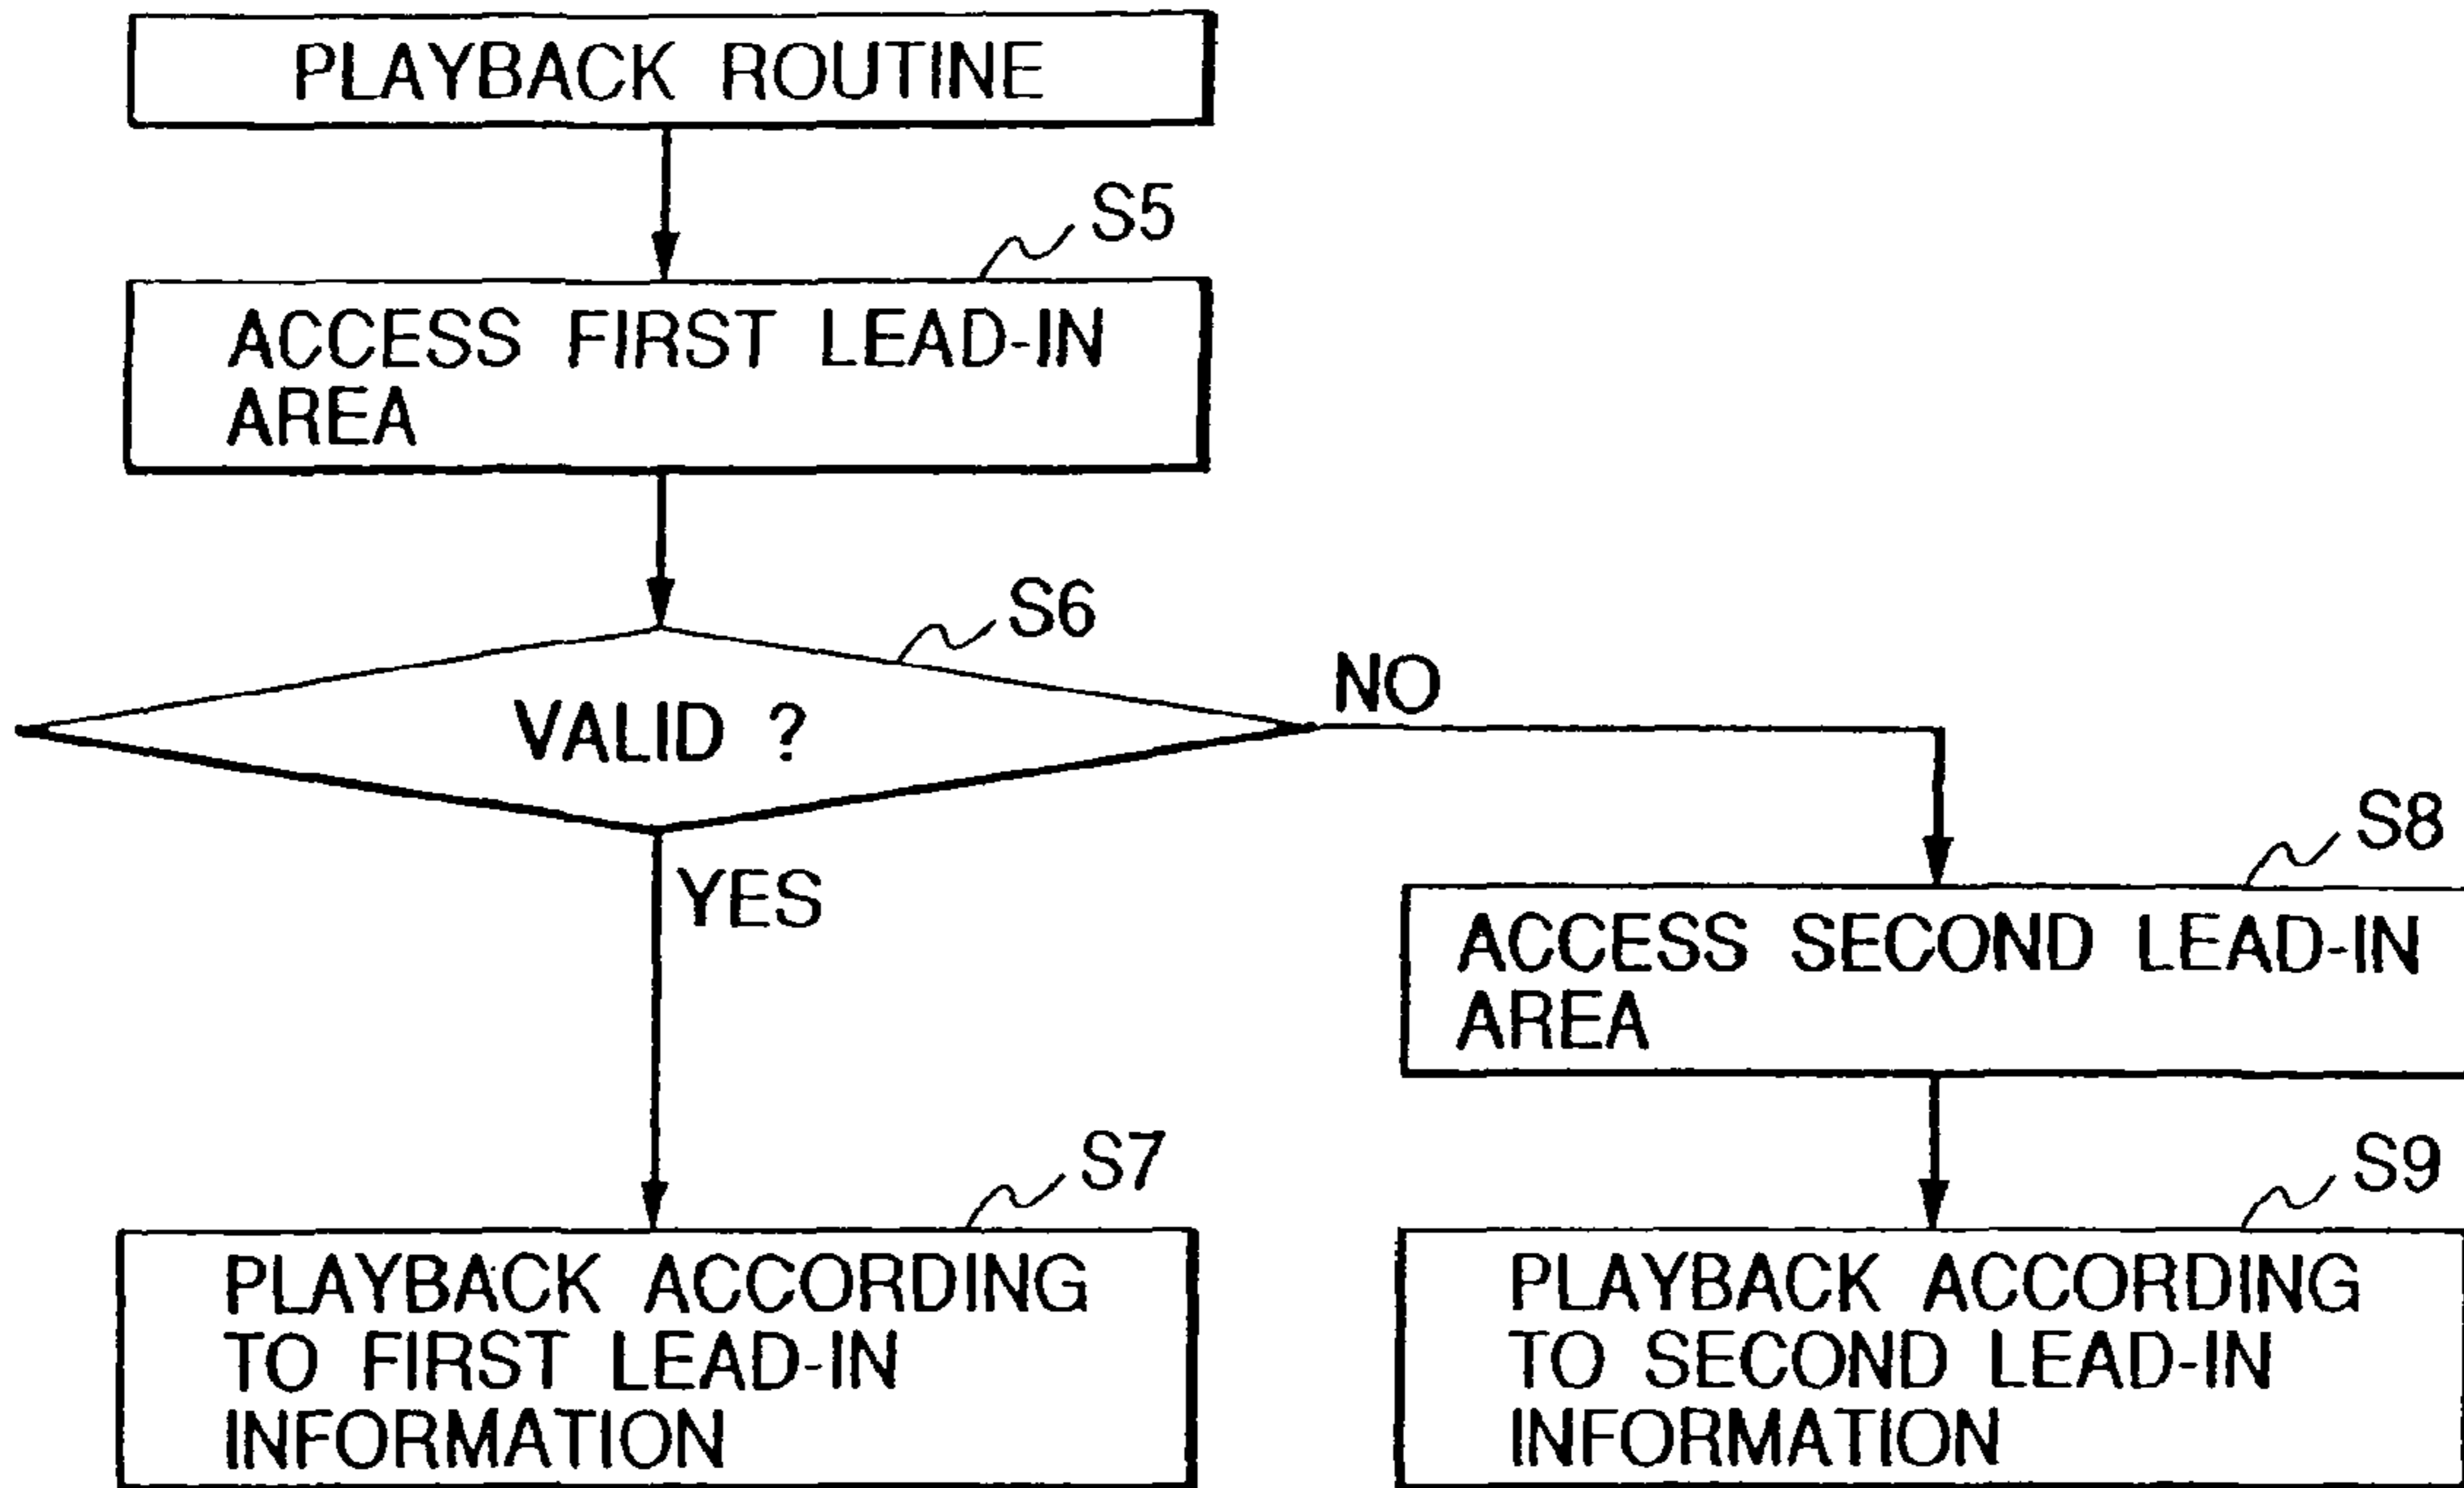 PLAYBACK ROUTINE
S5
ACCESS FIRST LEAD-IN
AREA
S6
VALID ?
NO
YES
S8
ACCESS SECOND LEAD-IN
AREA
S7
PLAYBACK ACCORDING
TO FIRST LEAD-IN
INFORMATION
S9
PLAYBACK ACCORDING
TO SECOND LEAD-IN
INFORMATION